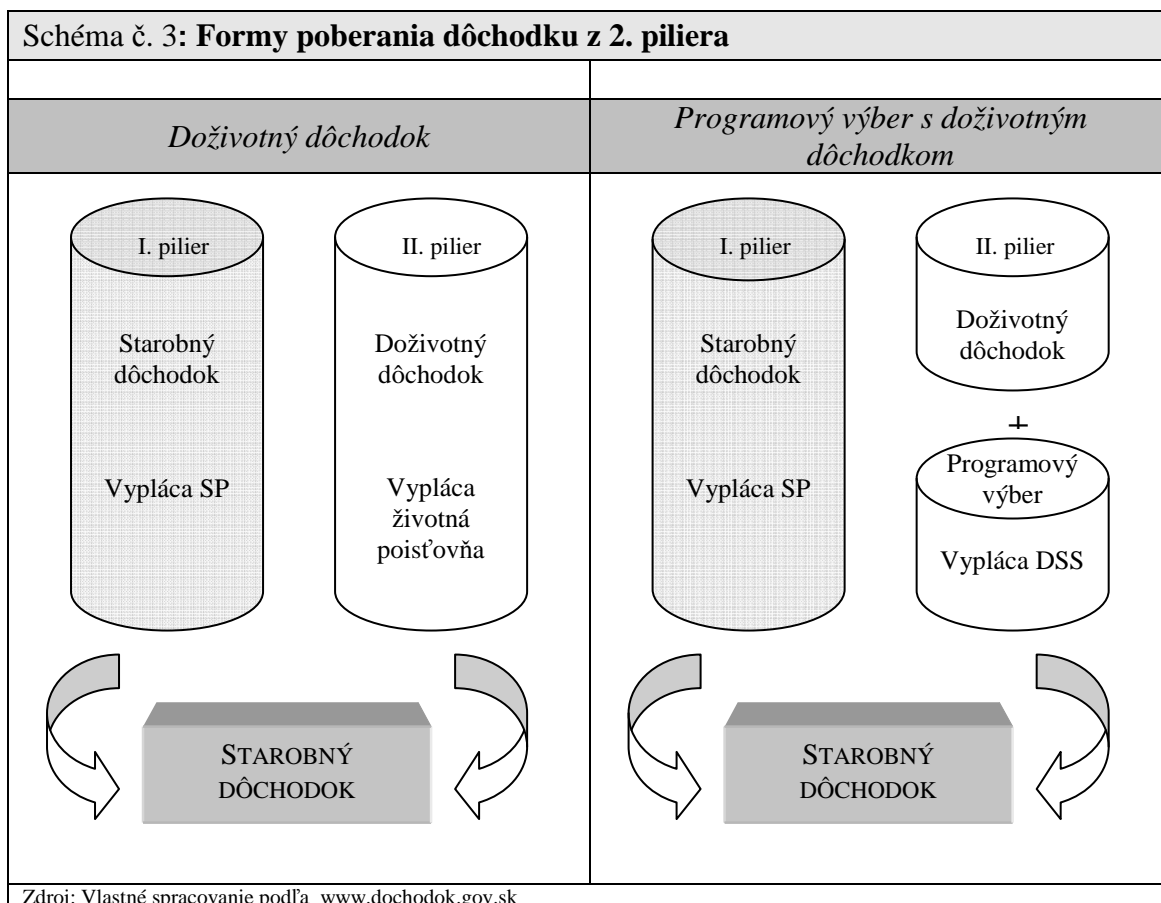 Schéma č. 3: Formy poberania dôchodku z 2. piliera
Doživotný dôchodok
I. pilier
Starobný
dôchodok
Vypláca SP
II. pilier
Doživotný
dôchodok
Vypláca
životná
poisťovňa
STAROBNÝ
DÔCHODOK
Programový výber s doživotným
dôchodkom
I. pilier
Starobný
dôchodok
Vypláca SP
II. pilier
Doživotný
dôchodok
+
Programový
výber
Vypláca DSS
STAROBNÝ
DÔCHODOK
Zdroj: Vlastné spracovanie podľa www.dochodok.gov.sk